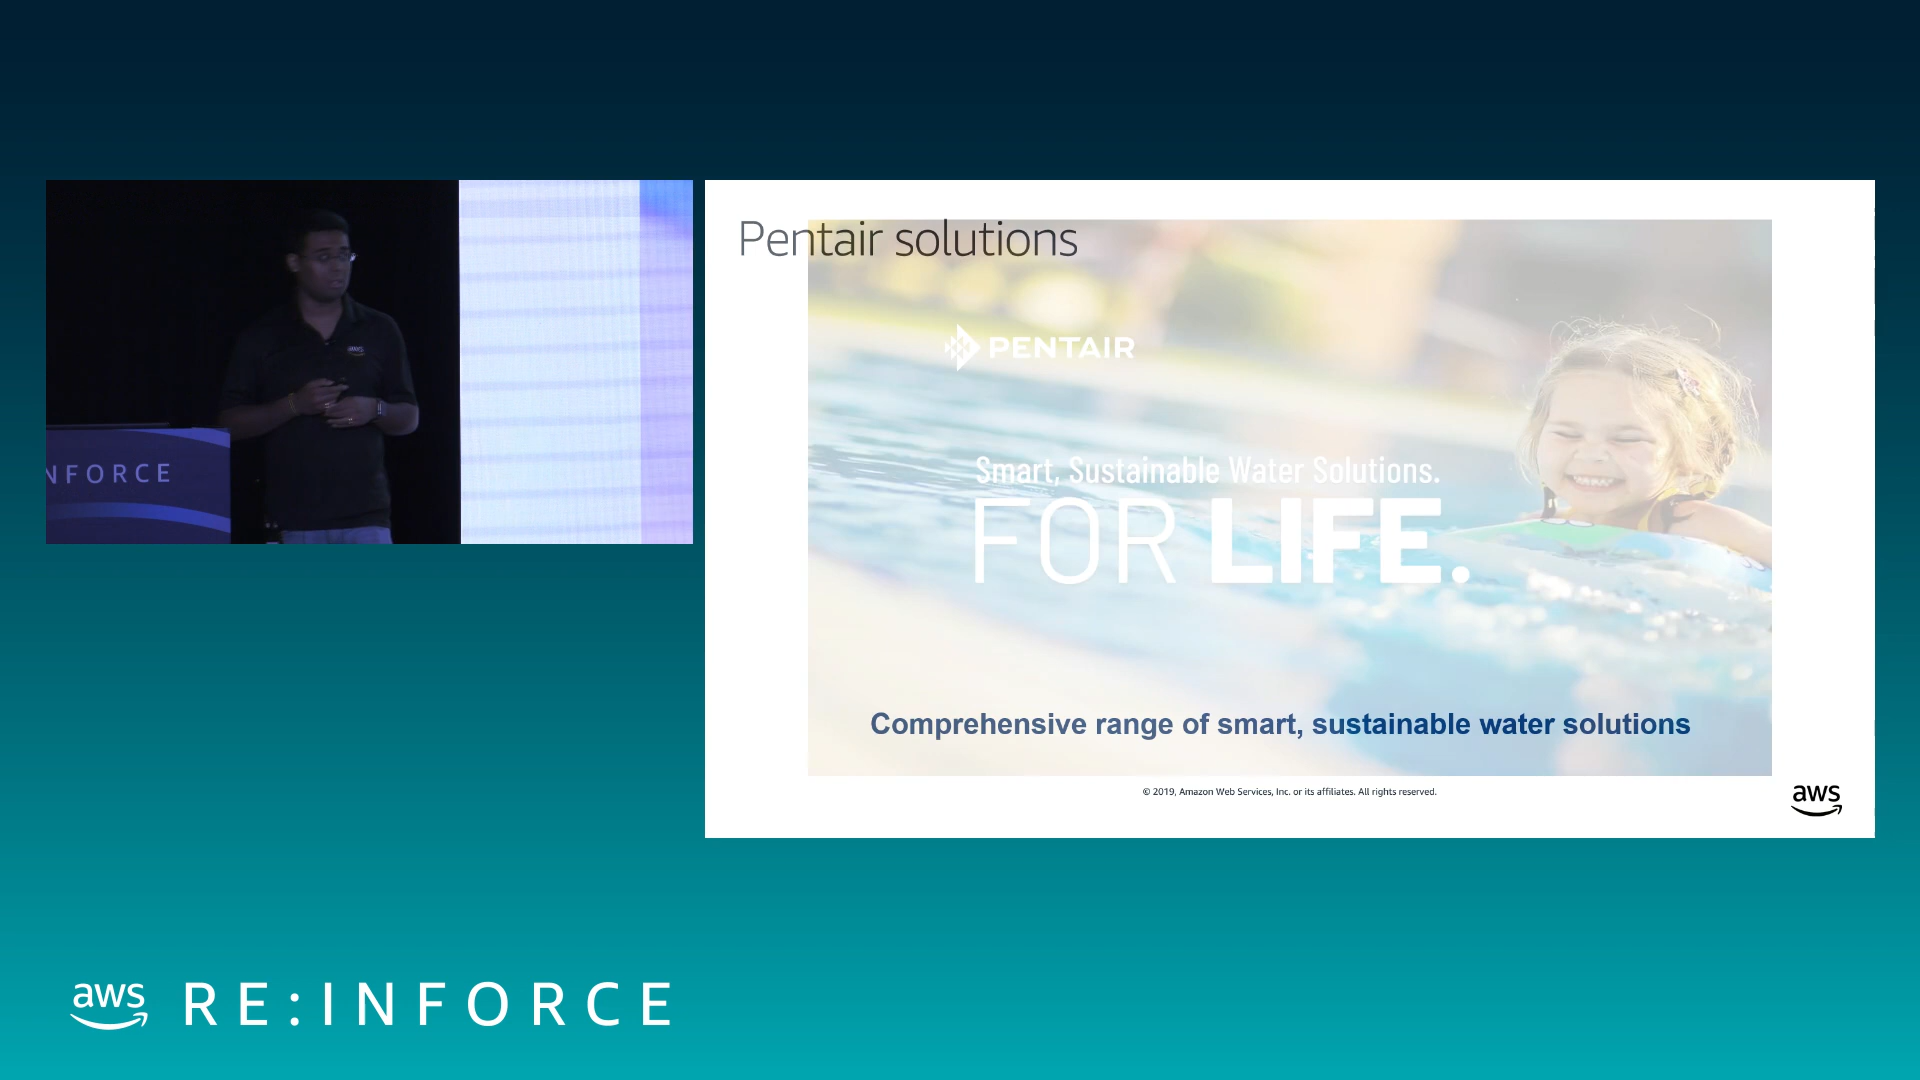 aws
NFORCE
Pentair solutions
PENTAIR
Smart, Sustainable Water Solutions.
FOR LIFE.
Comprehensive range of smart, sustainable water solutions
© 2019, Amazon Web Services, Inc. or its affiliates. All rights reserved.
aws
aws RE:INFORCE